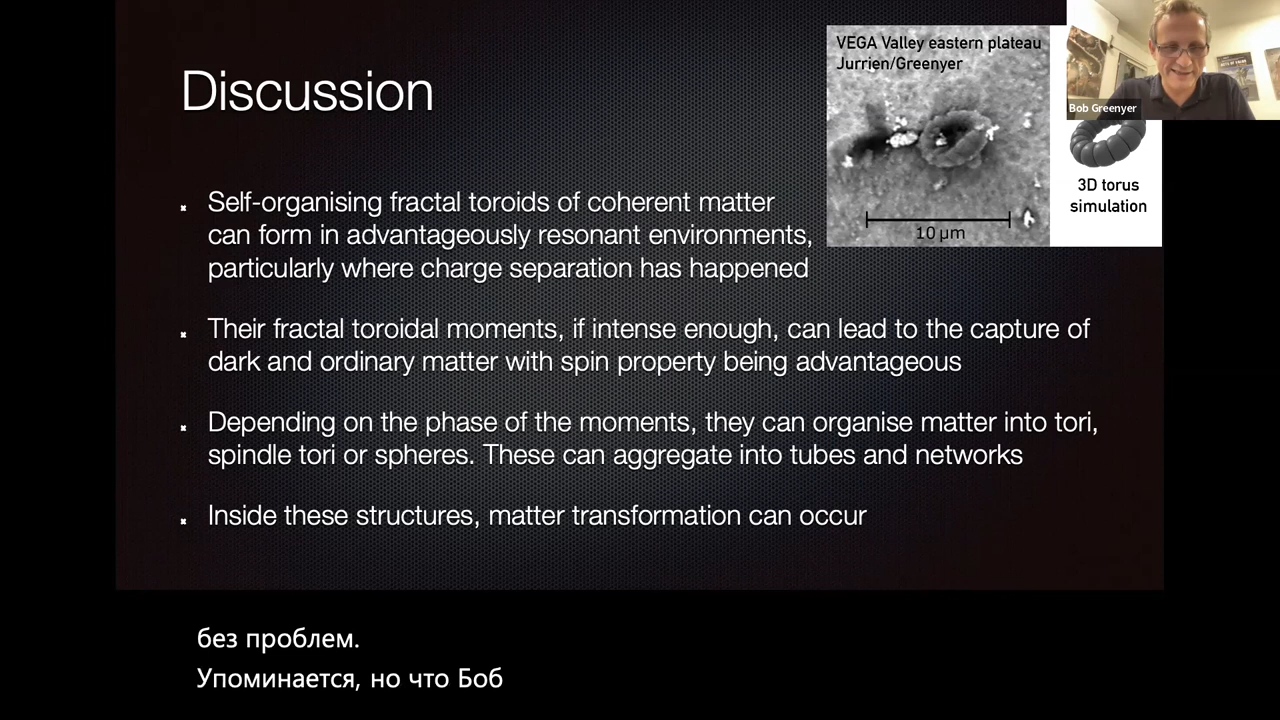 Discussion
VEGA Valley eastern plateau
Jurrien/Greenyer
10 µm
Bob Greenyer
3D torus
simulation
Self-organising fractal toroids of coherent matter
can form in advantageously resonant environments,
particularly where charge separation has happened
Their fractal toroidal moments, if intense enough, can lead to the capture of
dark and ordinary matter with spin property being advantageous
Depending on the phase of the moments, they can organise matter into tori,
spindle tori or spheres. These can aggregate into tubes and networks
Inside these structures, matter transformation can occur
без проблем.
Упоминается, но что Боб